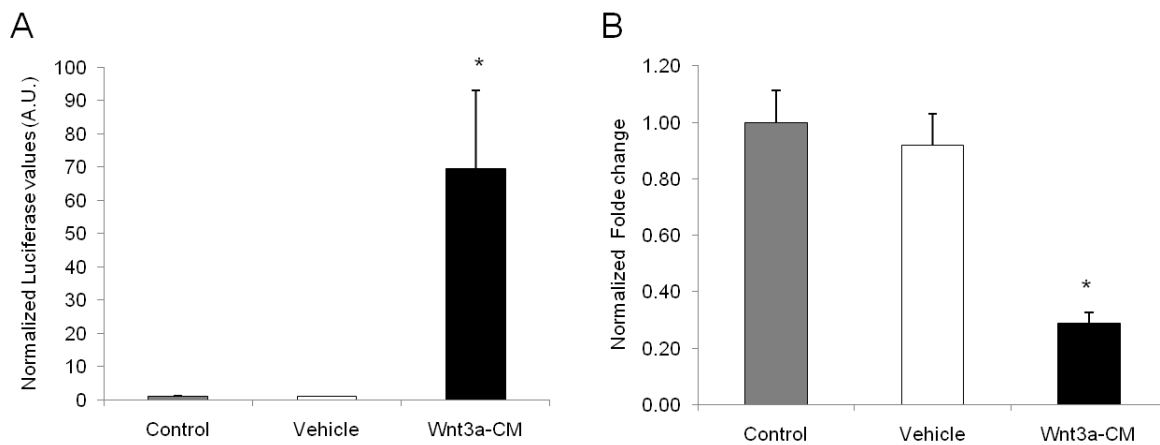 A
Normalized Luciferase values (A.U.)
100
90
80
70
60
50
40
30
20
10
0
*
Control
Vehicle
Wnt3a-CM
B
Normalized Folde change
1.20
1.00
0.80
0.60
0.40
0.20
0.00
*
Control
Vehicle
Wnt3a-CM